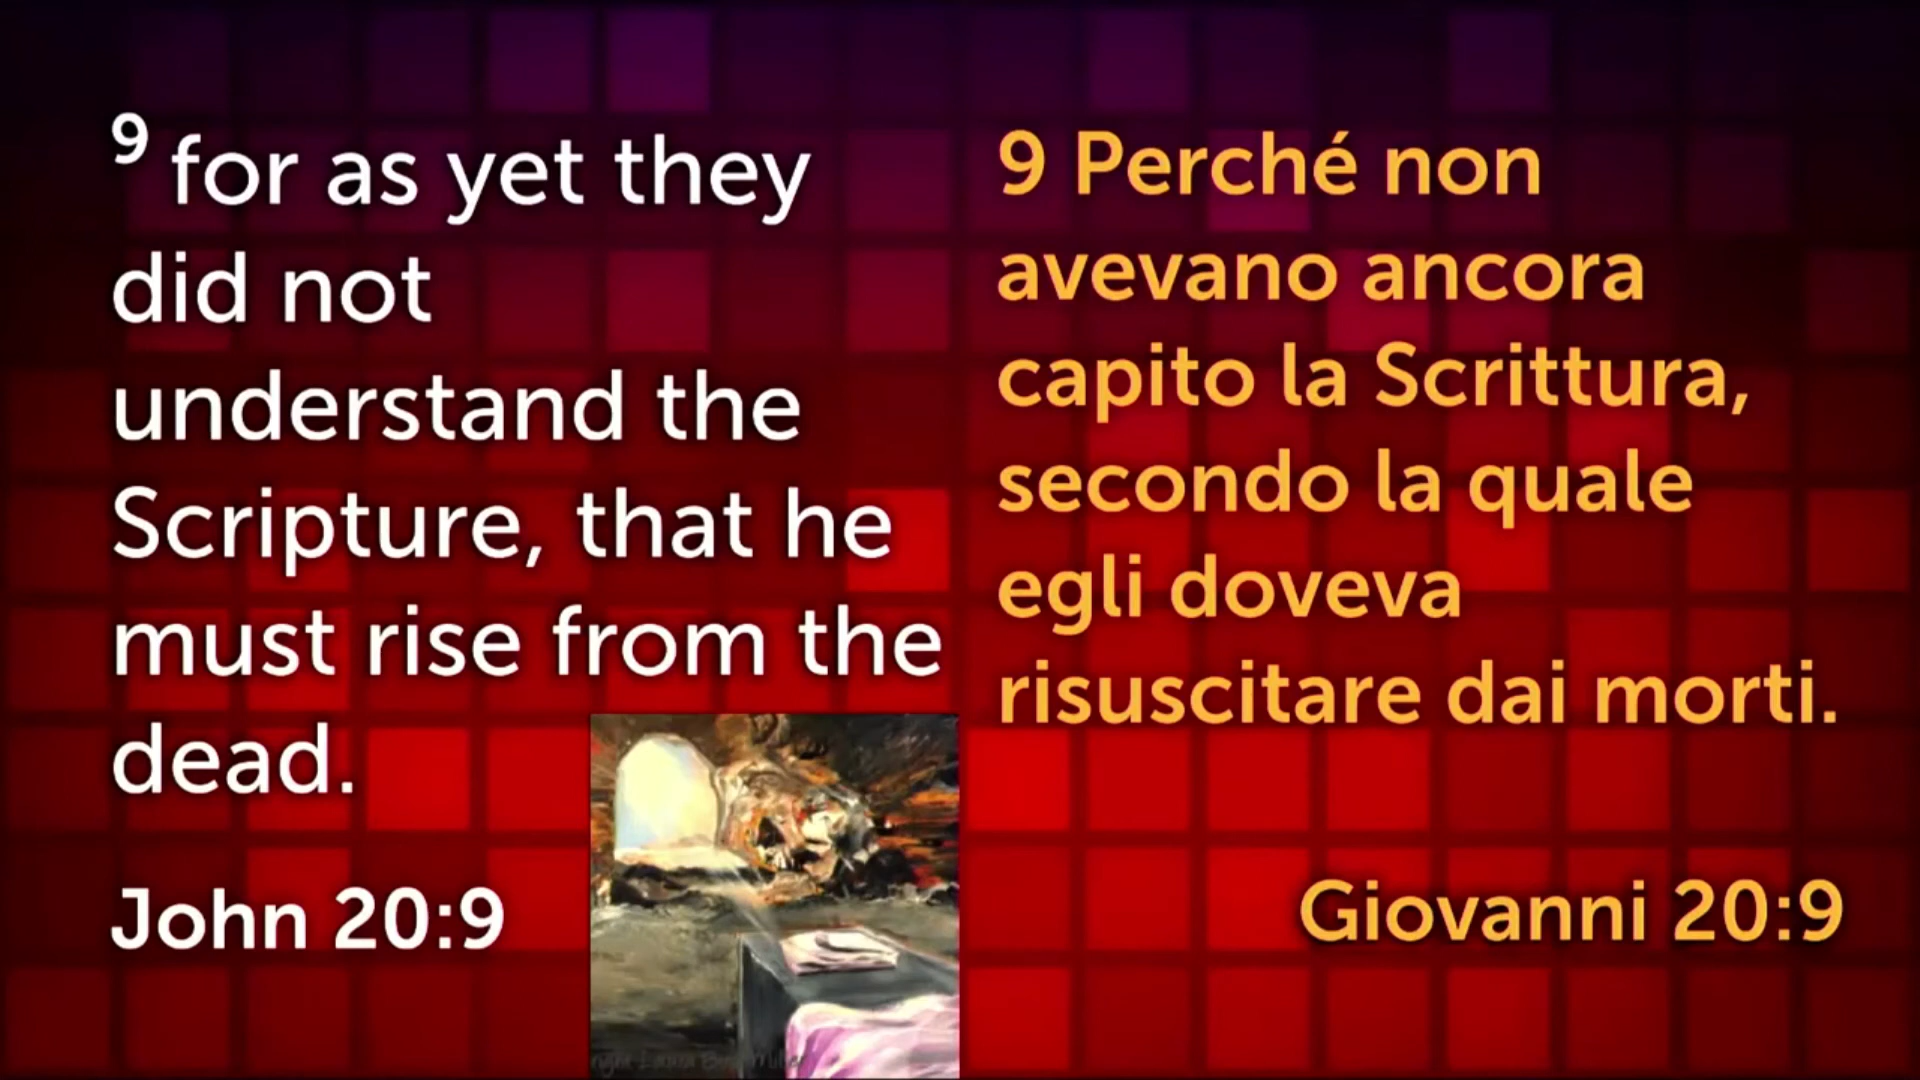 9 for as yet they
did not
understand the
Scripture, that he
must rise from the
dead.
John 20:9
9 Perché non
avevano ancora
capito la Scrittura,
secondo la quale
egli doveva
risuscitare dai morti.
Giovanni 20:9